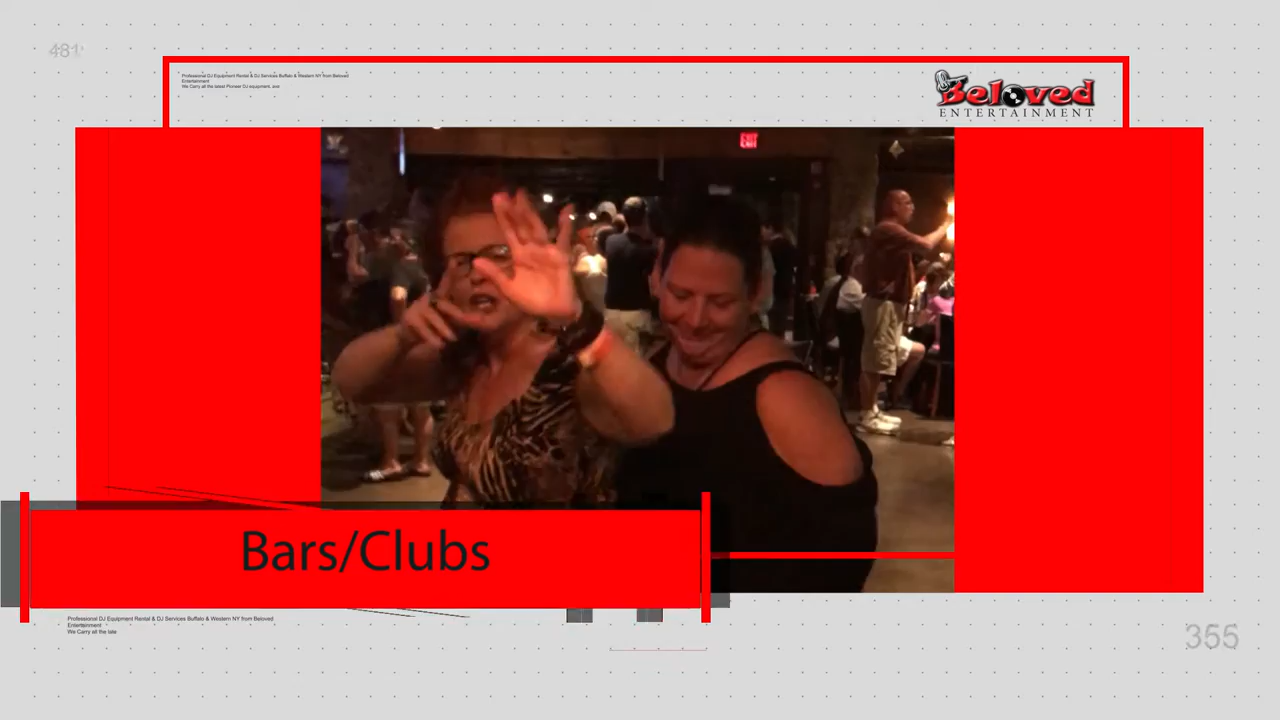 481
Professional DJ Equipment Rental & DJ Services Buffalo & Western NY from Beloved
Entertainment
We Carry all the latest Pioneer DJ equipment, and
Beloved
ENTERTAINMENT
EXIT
Bars/Clubs
Professional DJ Equipment Rental & DJ Services Buffalo & Western NY from Beloved
Entertainment
We Carry all the late
355